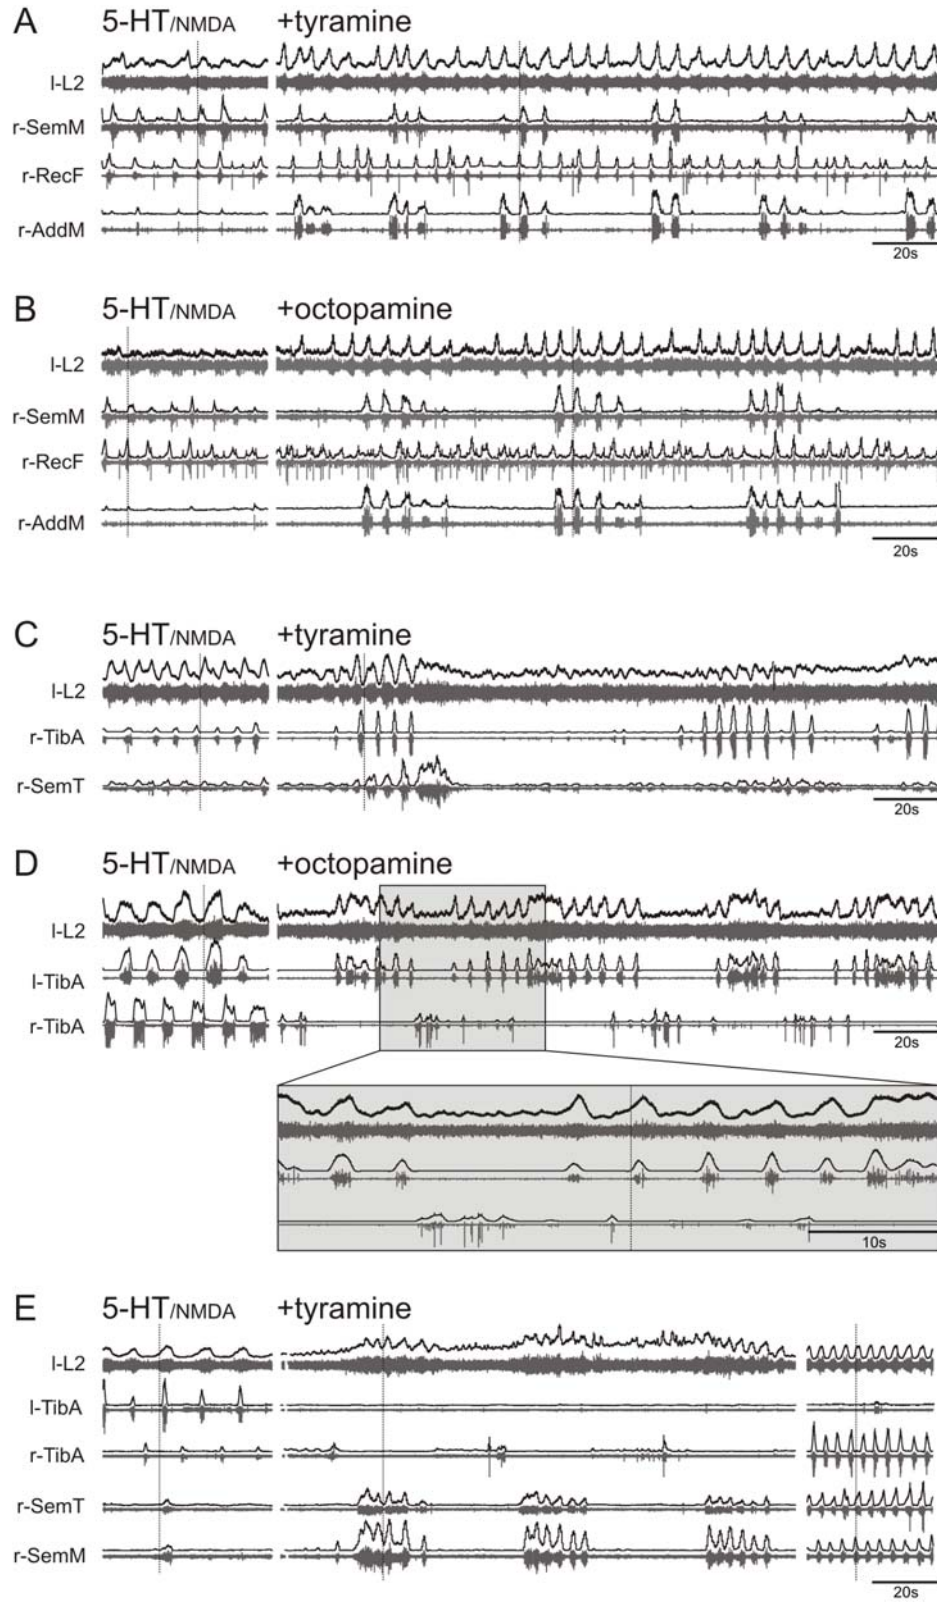 A 5-HT/NMDA +tyramine
l-L2
r-SemM
r-RecF
r-AddM
20s
B 5-HT/NMDA +octopamine
l-L2
r-SemM
r-RecF
r-AddM
20s
C 5-HT/NMDA +tyramine
l-L2
r-TibA
r-SemT
20s
D 5-HT/NMDA +octopamine
l-L2
l-TibA
r-TibA
20s
10s
E 5-HT/NMDA +tyramine
l-L2
l-TibA
r-TibA
r-SemT
r-SemM
20s